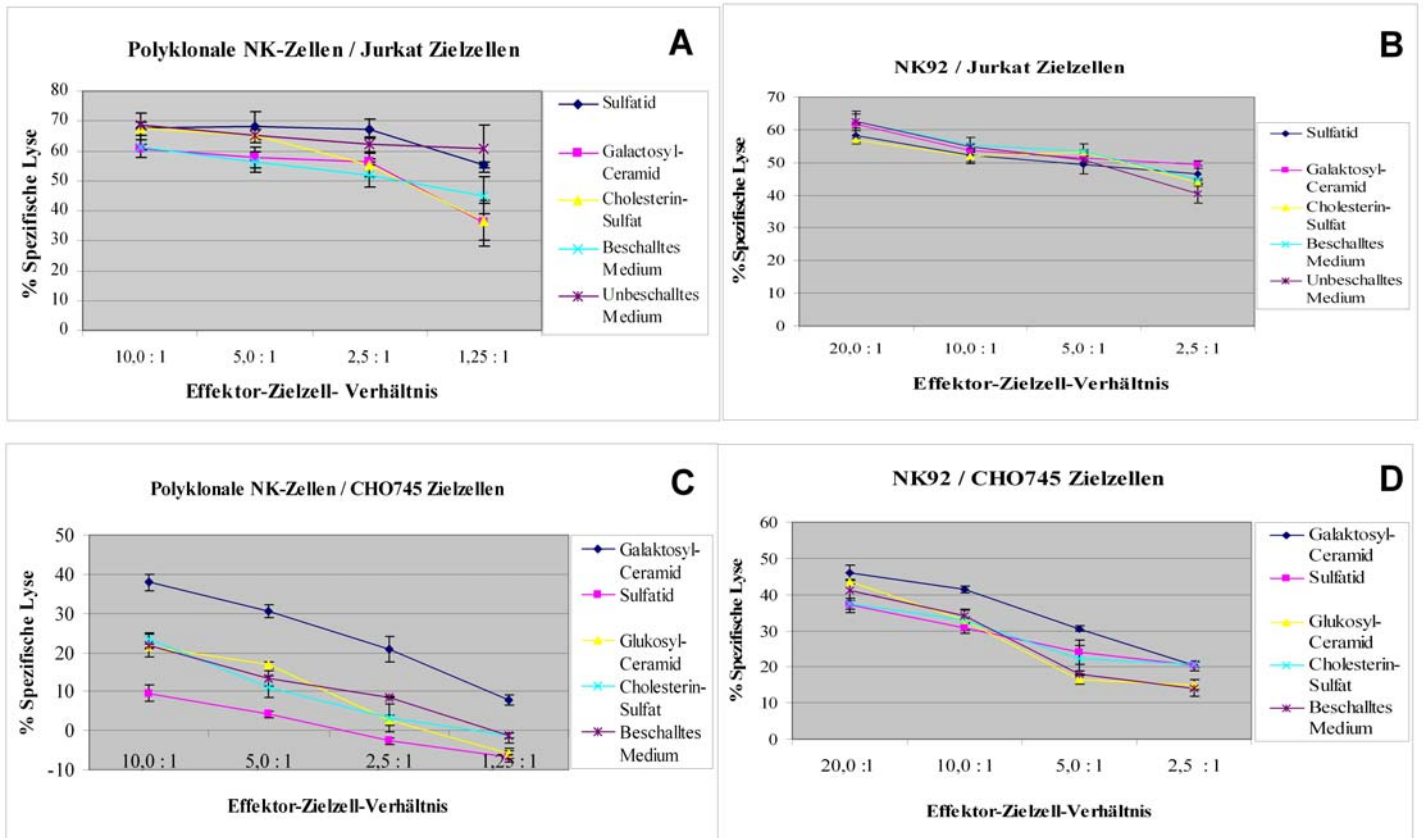 Polyklonale NK-Zellen / Jurkat Zielzellen
A
% Spezifische Lyse
80
70
60
50
40
30
20
10
0
10,0 : 1 5,0 : 1 2,5 : 1 1,25 : 1
Effektor-Zielzell- Verhältnis
Sulfatid
Galactosyl-
Ceramid
Cholesterin-
Sulfat
Beschalltes
Medium
Unbeschalltes
Medium
NK92 / Jurkat Zielzellen
B
% Spezifische Lyse
70
60
50
40
30
20
10
0
20,0 : 1 10,0 : 1 5,0 : 1 2,5 : 1
Effektor-Zielzell-Verhältnis
Sulfatid
Galaktosyl-
Ceramid
Cholesterin-
Sulfat
Beschalltes
Medium
Unbeschalltes
Medium
Polyklonale NK-Zellen / CHO745 Zielzellen
C
% Spezifische Lyse
50
40
30
20
10
0
-10
10,0 : 1 5,0 : 1 2,5 : 1 1,25 : 1
Effektor-Zielzell-Verhältnis
Galaktosyl-
Ceramid
Sulfatid
Glukosyl-
Ceramid
Cholesterin-
Sulfat
Beschalltes
Medium
NK92 / CHO745 Zielzellen
D
% Spezifische Lyse
60
50
40
30
20
10
0
20,0 :1 10,0 : 1 5,0 : 1 2,5 : 1
Effektor-Zielzell-Verhältnis
Galaktosyl-
Ceramid
Sulfatid
Glukosyl-
Ceramid
Cholesterin-
Sulfat
Beschalltes
Medium